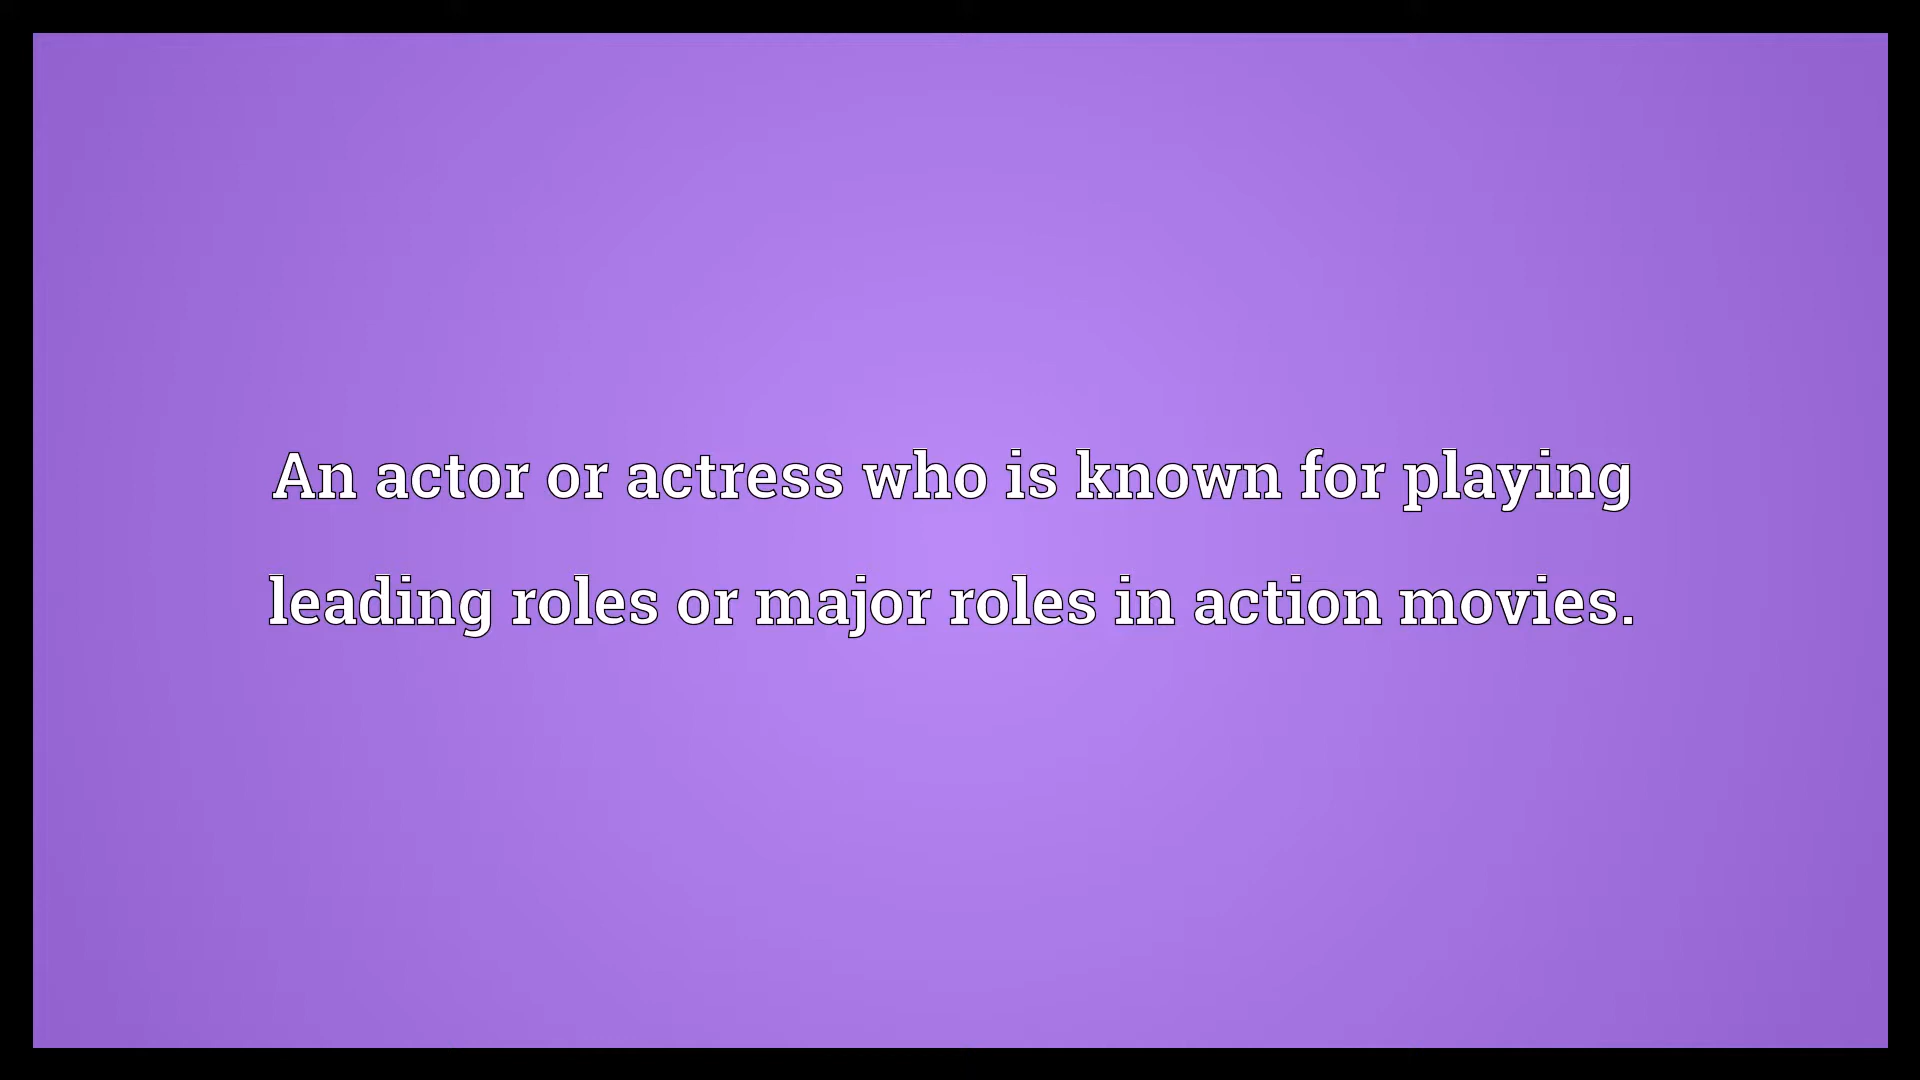 An actor or actress who is known for playing
leading roles or major roles in action movies.